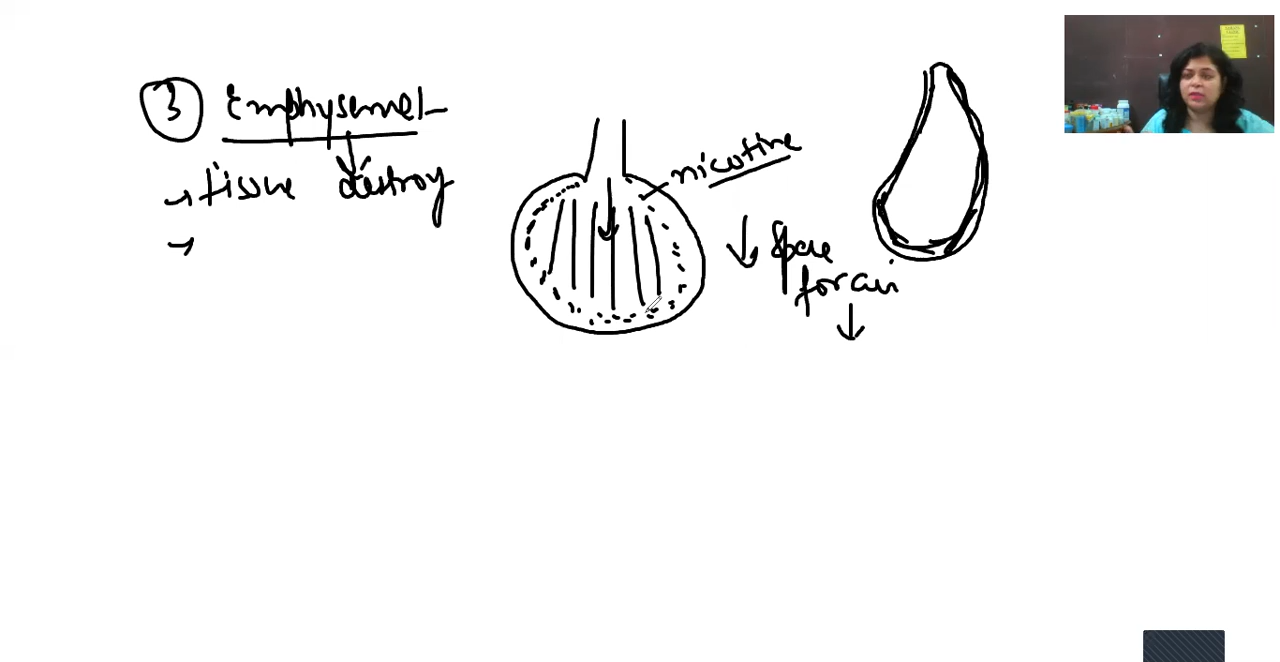 3 Emphysema
→ tissue destroy
→
nicotine
↓ Space
for air
↓